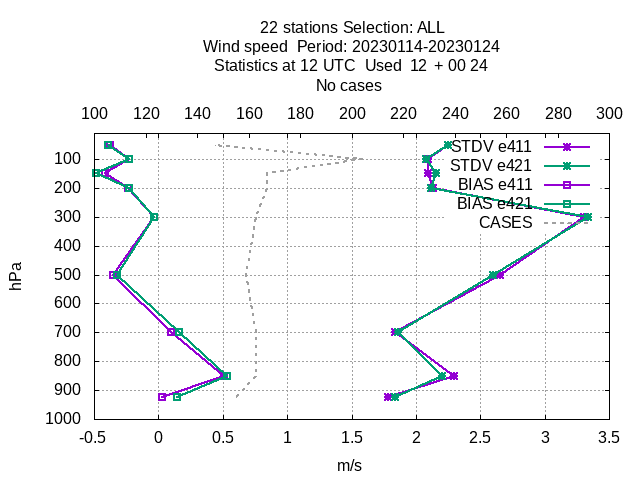 22 stations Selection: ALL
Wind speed  Period: 20230114-20230124
Statistics at 12 UTC  Used  12  + 00 24
No cases
100 120 140 160 180 200 220 240 260 280 300
STDV e411
STDV e421
BIAS e411
BIAS e421
CASES
hPa
100
200
300
400
500
600
700
800
900
1000
-0.5 0 0.5 1 1.5 2 2.5 3 3.5
m/s